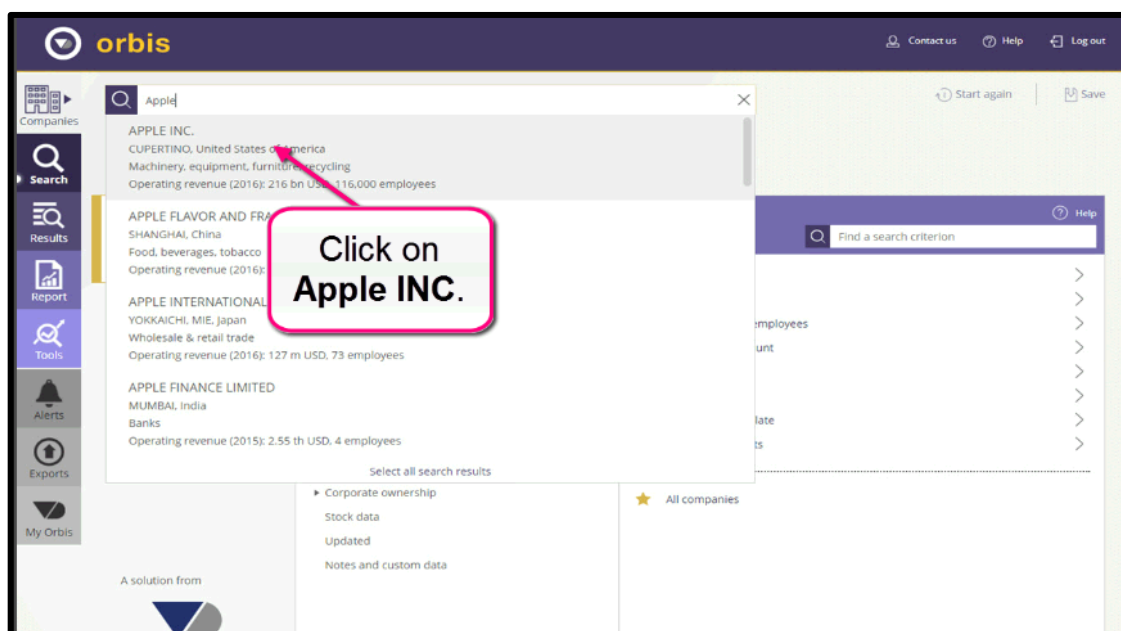 orbis
Contact us
Help
Log out
Companies
Search
Results
Report
Tools
Alerts
Exports
My Orbis
Apple
Start again
Save
APPLE INC.
CUPERTINO, United States of America
Machinery, equipment, furniture, recycling
Operating revenue (2016): 216 bn USD, 116,000 employees
APPLE FLAVOR AND
SHANGHAI, China
Food, beverages, tobacco
Operating revenue (2016):
APPLE INTERNATIONAL
YOKKAICHI, MIE, Japan
Wholesale & retail trade
Operating revenue (2016): 127 m USD, 73 employees
APPLE FINANCE LIMITED
MUMBAI, India
Banks
Operating revenue (2015): 2.55 th USD, 4 employees
Select all search results
Click on
Apple INC.
Help
Find a search criterion
employees
Corporate ownership
Stock data
Updated
Notes and custom data
All companies
A solution from